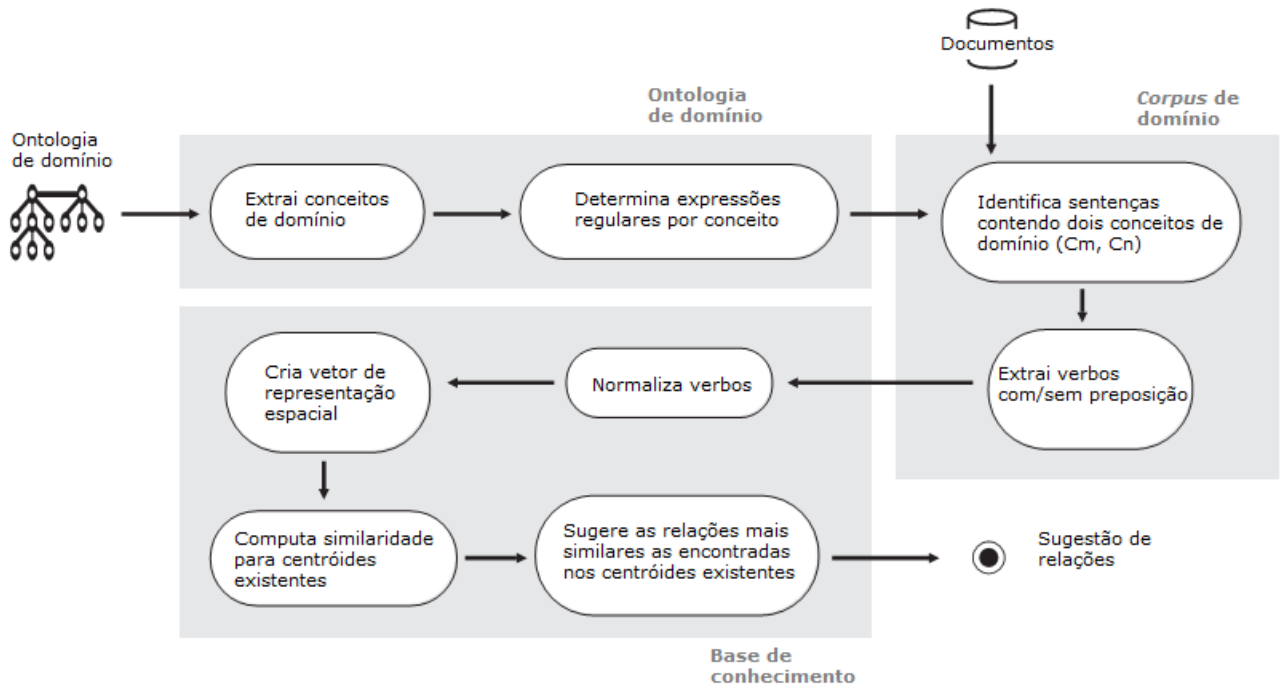 Documentos
Ontologia
de domínio
Corpus de
domínio
Ontologia
de domínio
Extrai conceitos
de domínio
Determina expressões
regulares por conceito
Identifica sentenças
contendo dois conceitos de
domínio (Cm, Cn)
Extrai verbos
com/sem preposição
Normaliza verbos
Cria vetor de
representação
espacial
Computa similaridade
para centróides
existentes
Sugere as relações mais
similares as encontradas
nos centróides existentes
Sugestão de
relações
Base de
conhecimento